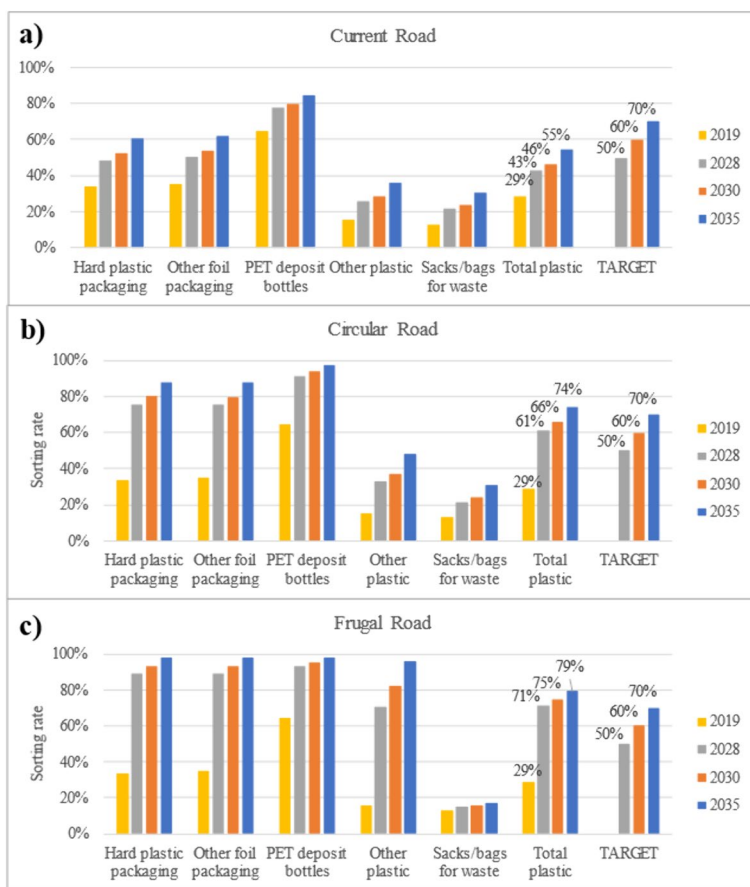 a)
Current Road
100%
80%
60%
40%
20%
0%
29%
43%
46%
55%
50%
60%
70%
Hard plastic
packaging
Other foil
packaging
PET deposit
bottles
Other plastic
Sacks/bags
for waste
Total plastic
TARGET
2019
2028
2030
2035
b)
Circular Road
Sorting rate
100%
80%
60%
40%
20%
0%
29%
61%
66%
74%
50%
60%
70%
Hard plastic
packaging
Other foil
packaging
PET deposit
bottles
Other
plastic
Sacks/bags
for waste
Total
plastic
TARGET
2019
2028
2030
2035
c)
Frugal Road
Sorting rate
100%
80%
60%
40%
20%
0%
29%
71%
75%
79%
50%
60%
70%
Hard plastic
packaging
Other foil
packaging
PET deposit
bottles
Other
plastic
Sacks/bags
for waste
Total
plastic
TARGET
2019
2028
2030
2035